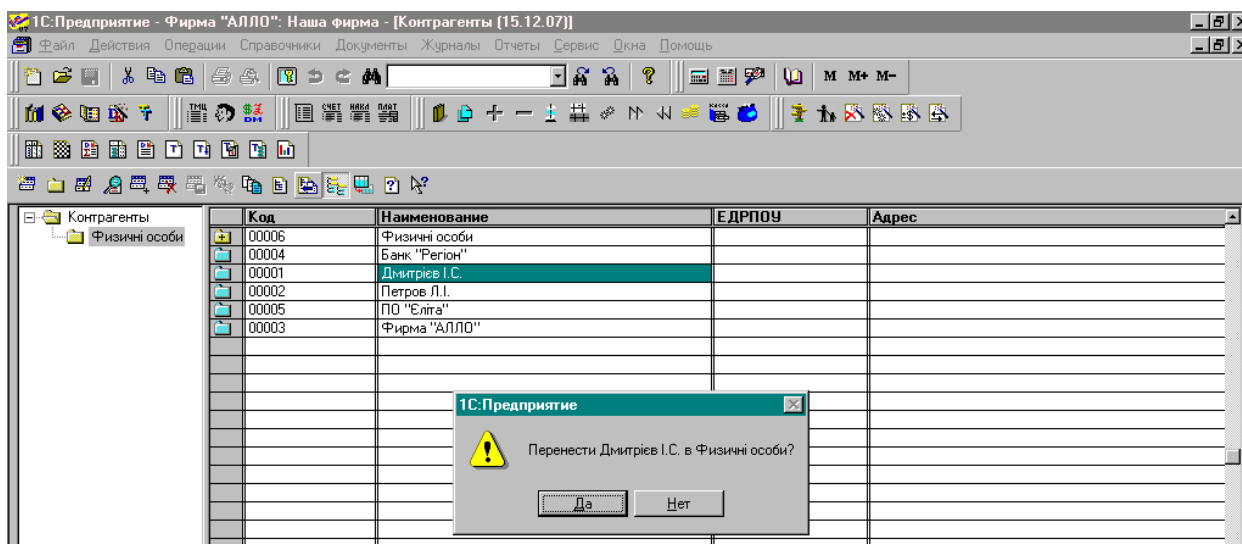 1С:Предприятие - Фирма "АЛЛО": Наша фирма - [Контрагенты (15.12.07)]
Файл Действия Операции Справочники Документы Журналы Отчеты Сервис Окна Помощь
M M+ M-
Контрагенты
Физичні особи
Код Наименование ЕДРПОУ Адрес
00006 Физичні особи
00004 Банк "Регіон"
00001 Дмитрієв І.С.
00002 Петров Л.І.
00005 ПО "Єліта"
00003 Фирма "АЛЛО"
1С:Предприятие
Перенести Дмитрієв І.С. в Физичні особи?
Да Нет